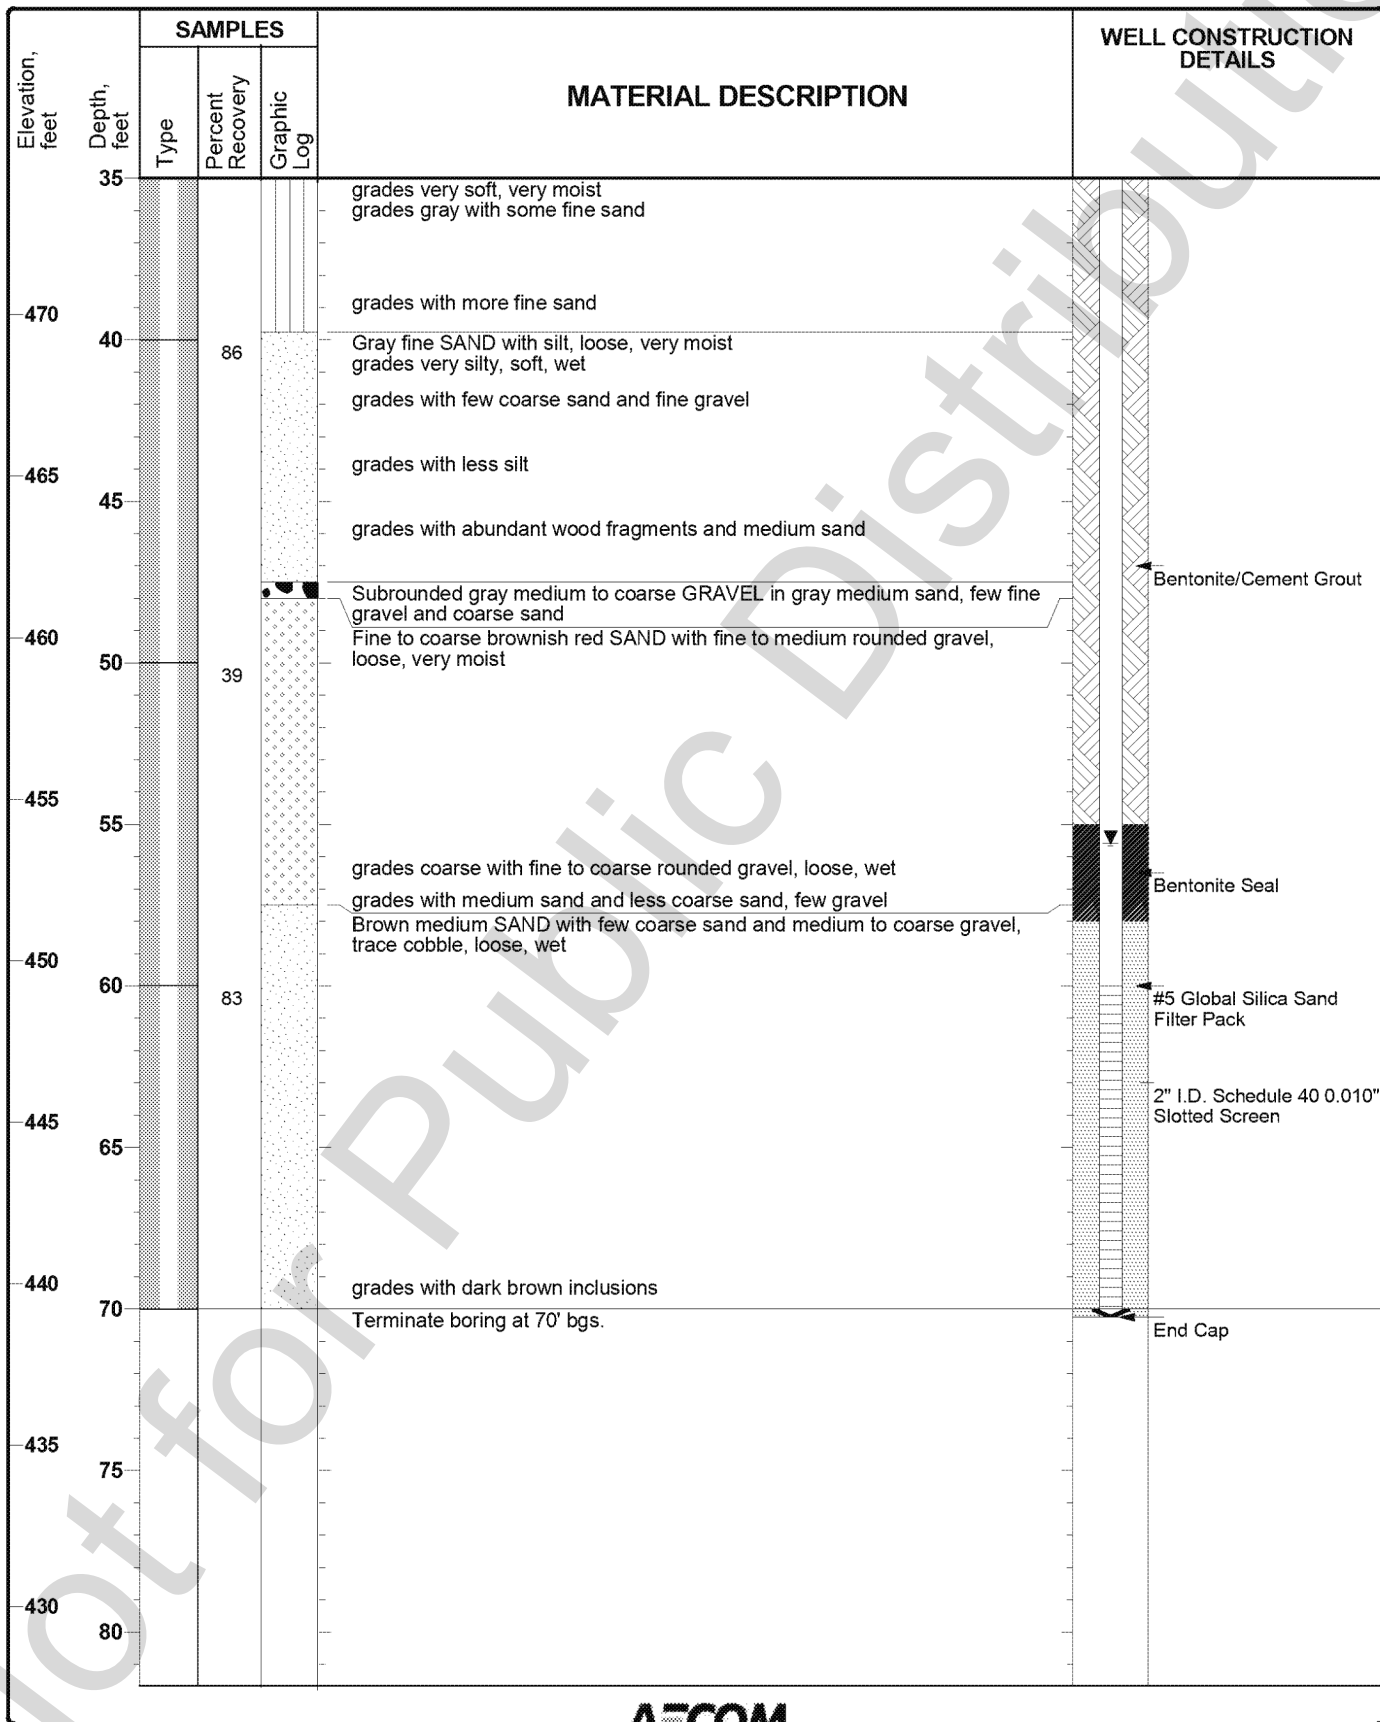 SAMPLES
WELL CONSTRUCTION
DETAILS
MATERIAL DESCRIPTION
Elevation,
feet
Depth,
feet
Type
Percent
Recovery
Graphic
Log
35
grades very soft, very moist
grades gray with some fine sand
grades with more fine sand
470
40
86
Gray fine SAND with silt, loose, very moist
grades very silty, soft, wet
grades with few coarse sand and fine gravel
grades with less silt
465
45
grades with abundant wood fragments and medium sand
Bentonite/Cement Grout
Subrounded gray medium to coarse GRAVEL in gray medium sand, few fine
gravel and coarse sand
460
Fine to coarse brownish red SAND with fine to medium rounded gravel,
loose, very moist
50
39
455
55
grades coarse with fine to coarse rounded gravel, loose, wet
Bentonite Seal
grades with medium sand and less coarse sand, few gravel
Brown medium SAND with few coarse sand and medium to coarse gravel,
trace cobble, loose, wet
450
60
83
#5 Global Silica Sand
Filter Pack
2" I.D. Schedule 40 0.010"
Slotted Screen
445
65
440
grades with dark brown inclusions
70
Terminate boring at 70' bgs.
End Cap
435
75
430
80
AECOM
Not for Public Distribution